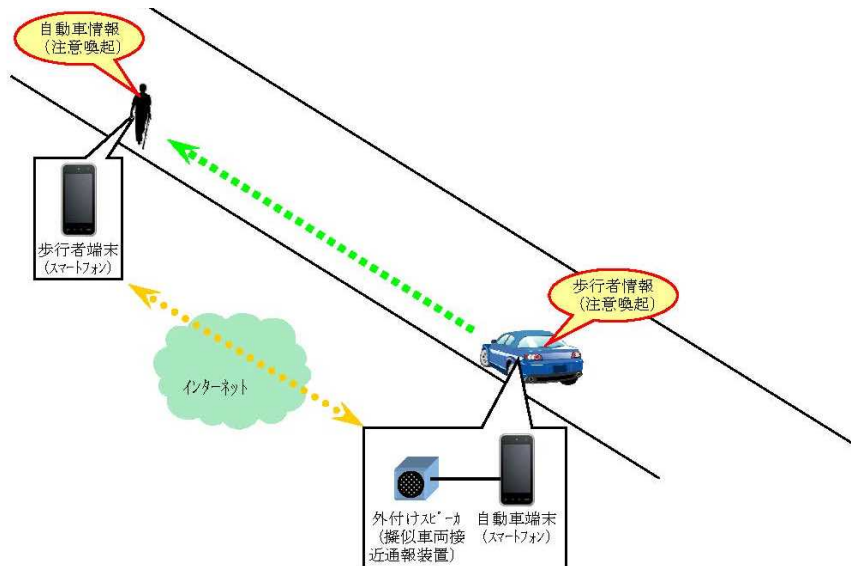 自動車情報
（注意喚起）
歩行者端末
（スマートフォン）
歩行者情報
（注意喚起）
インターネット
外付けスピーカ
（擬似車両接
近通報装置）
自動車端末
（スマートフォン）